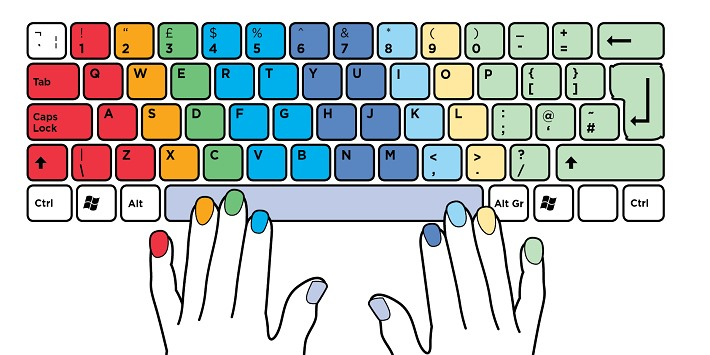 ¬ ! " £ $ % ^ & * ( ) _ +
` ¦ 1 2 3 4 5 6 7 8 9 0 - =
Tab Q W E R T Y U I O P { }
[ ]
Caps A S D F G H J K L : @ ~
Lock ; ' #
| Z X C V B N M < > ?
\ , . /
Ctrl Alt Alt Gr Ctrl